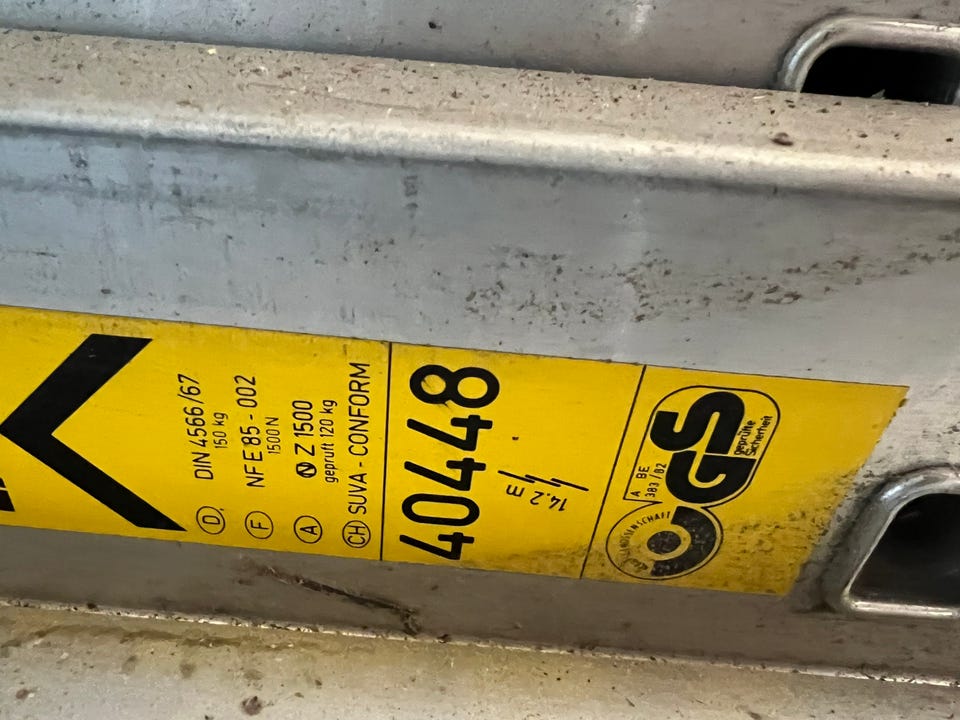 Ⓓ DIN 4566/67
150 kg
Ⓕ NF E 85-002
1500 N
Ⓐ Ⓝ Z 1500
geprüft 120 kg
ⒸⒽ SUVA-CONFORM
40448
14,2 m
A BE
383/82
GS
geprüfte
Sicherheit